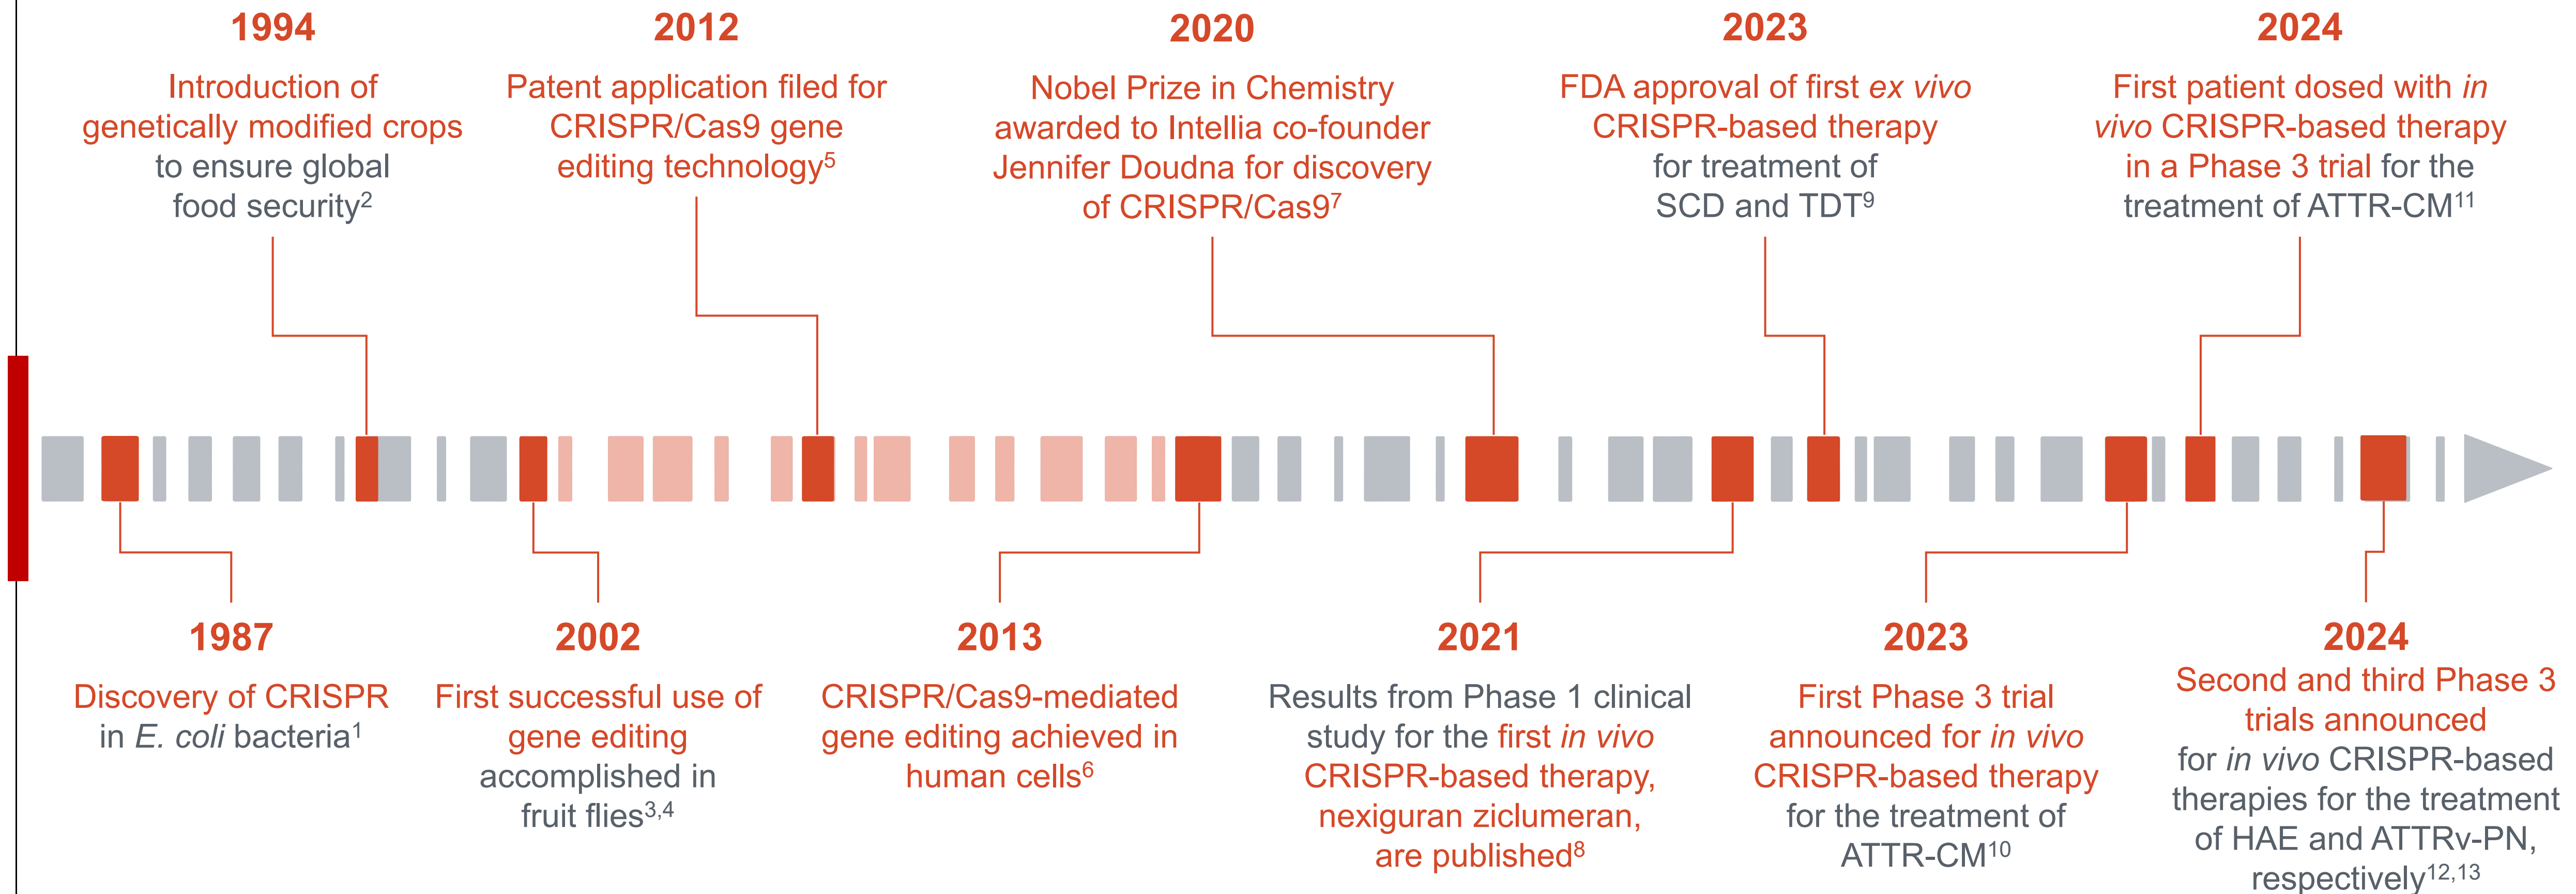 1994
Introduction of
genetically modified crops
to ensure global
food security2
2012
Patent application filed for
CRISPR/Cas9 gene
editing technology5
2020
Nobel Prize in Chemistry
awarded to Intellia co-founder
Jennifer Doudna for discovery
of CRISPR/Cas97
2023
FDA approval of first ex vivo
CRISPR-based therapy
for treatment of
SCD and TDT9
2024
First patient dosed with in
vivo CRISPR-based therapy
in a Phase 3 trial for the
treatment of ATTR-CM11
1987
Discovery of CRISPR
in E. coli bacteria1
2002
First successful use of
gene editing
accomplished in
fruit flies3,4
2013
CRISPR/Cas9-mediated
gene editing achieved in
human cells6
2021
Results from Phase 1 clinical
study for the first in vivo
CRISPR-based therapy,
nexiguran ziclumeran,
are published8
2023
First Phase 3 trial
announced for in vivo
CRISPR-based therapy
for the treatment of
ATTR-CM10
2024
Second and third Phase 3
trials announced
for in vivo CRISPR-based
therapies for the treatment
of HAE and ATTRv-PN,
respectively12,13